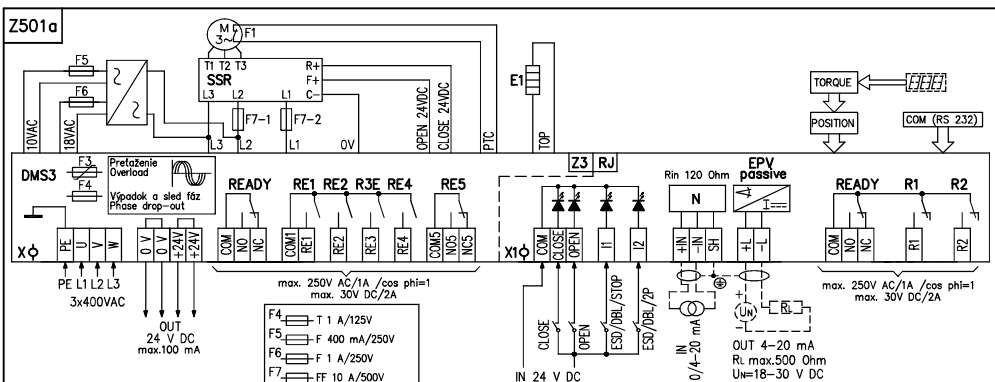 Z501a
M
3~
F1
T1 T2 T3
SSR
R+
F+
C-
L3 L2 L1
F5
F6
F7-1
F7-2
10VAC
18VAC
L3
L2
L1
0V
OPEN 24VDC
CLOSE 24VDC
PTC
E1
TOP
TORQUE
POSITION
COM (RS 232)
DMS3
F3
F4
Preťaženie
Overload
Výpadok a sled fáz
Phase drop-out
READY
RE1 RE2 R3E RE4
RE5
Z3 RJ
Rin 120 Ohm
N
EPV
passive
I
READY
R1
R2
X
PE
U
V
W
0 V
0 V
+24V
+24V
COM
NO
NC
COM1
RE1
RE2
RE3
RE4
COM5
NO5
NC5
X1
COM
CLOSE
OPEN
I1
I2
+IN
-IN
SH
+L
-L
COM
NO
NC
R1
R2
PE L1 L2 L3
3x400VAC
OUT
24 V DC
max.100 mA
max. 250V AC/1A /cos phi=1
max. 30V DC/2A
F4 T 1 A/125V
F5 F 400 mA/250V
F6 F 1 A/250V
F7 FF 10 A/500V
CLOSE
OPEN
ESD/DBL/STOP
ESD/DBL/2P
IN 24 V DC
IN
0/4-20 mA
+
UN
-
RL
OUT 4-20 mA
RL max.500 Ohm
UN=18-30 V DC
max. 250V AC/1A /cos phi=1
max. 30V DC/2A